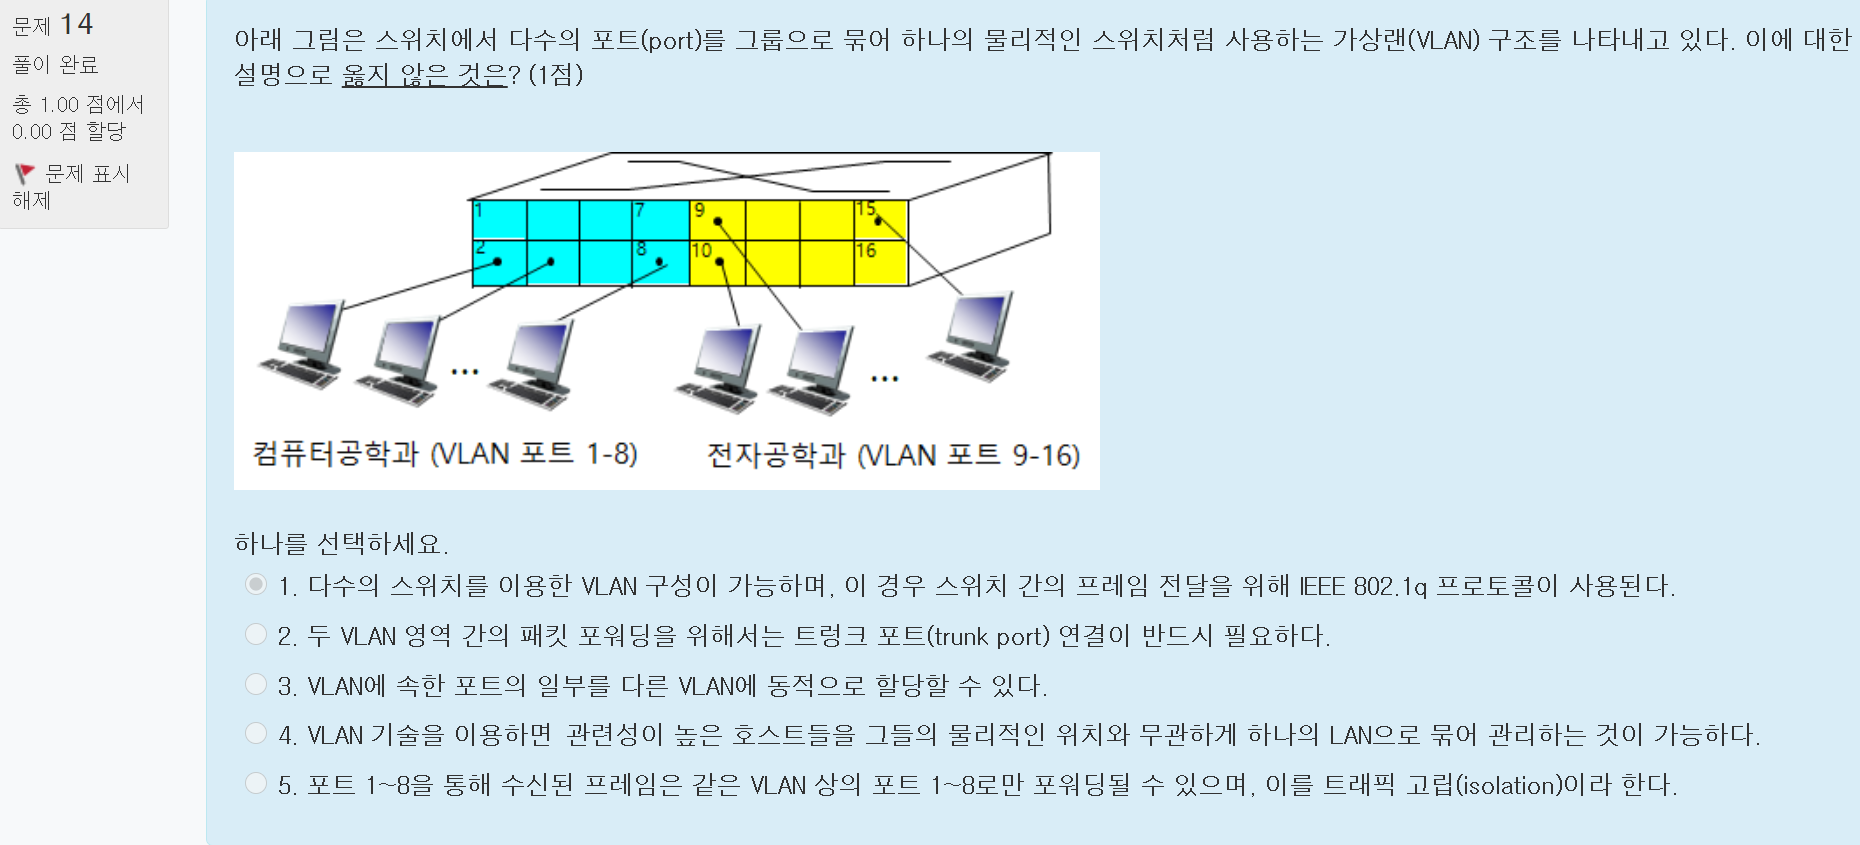 문제 14
풀이 완료
총 1.00 점에서
0.00 점 할당
문제 표시
해제
아래 그림은 스위치에서 다수의 포트(port)를 그룹으로 묶어 하나의 물리적인 스위치처럼 사용하는 가상랜(VLAN) 구조를 나타내고 있다. 이에 대한
설명으로 옳지 않은 것은? (1점)
1 7 9 15
2 8 10 16
... ...
컴퓨터공학과 (VLAN 포트 1-8) 전자공학과 (VLAN 포트 9-16)
하나를 선택하세요.
1. 다수의 스위치를 이용한 VLAN 구성이 가능하며, 이 경우 스위치 간의 프레임 전달을 위해 IEEE 802.1q 프로토콜이 사용된다.
2. 두 VLAN 영역 간의 패킷 포워딩을 위해서는 트렁크 포트(trunk port) 연결이 반드시 필요하다.
3. VLAN에 속한 포트의 일부를 다른 VLAN에 동적으로 할당할 수 있다.
4. VLAN 기술을 이용하면 관련성이 높은 호스트들을 그들의 물리적인 위치와 무관하게 하나의 LAN으로 묶어 관리하는 것이 가능하다.
5. 포트 1~8을 통해 수신된 프레임은 같은 VLAN 상의 포트 1~8로만 포워딩될 수 있으며, 이를 트래픽 고립(isolation)이라 한다.